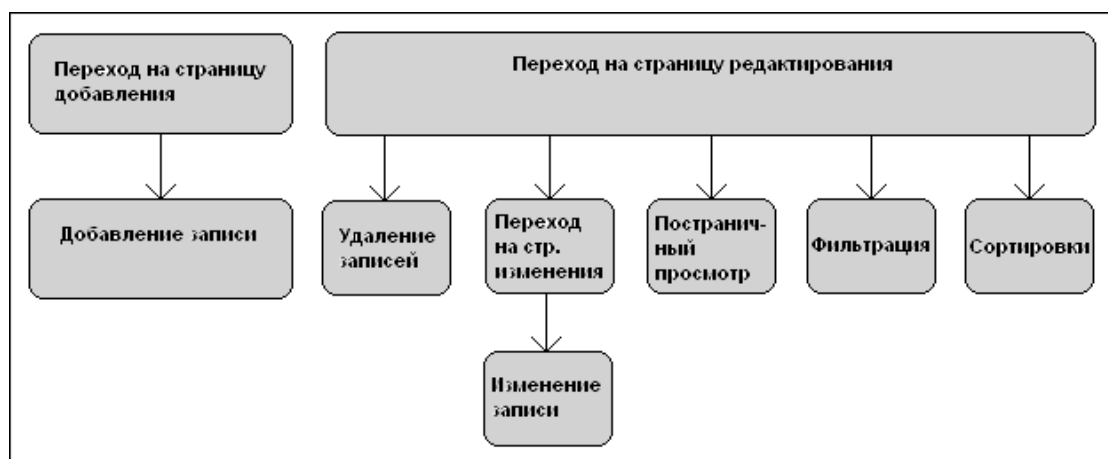 Переход на страницу
добавления
Переход на страницу редактирования
Добавление записи
Удаление
записей
Переход
на стр.
изменения
Постранич-
ный
просмотр
Фильтрация
Сортировки
Изменение
записи